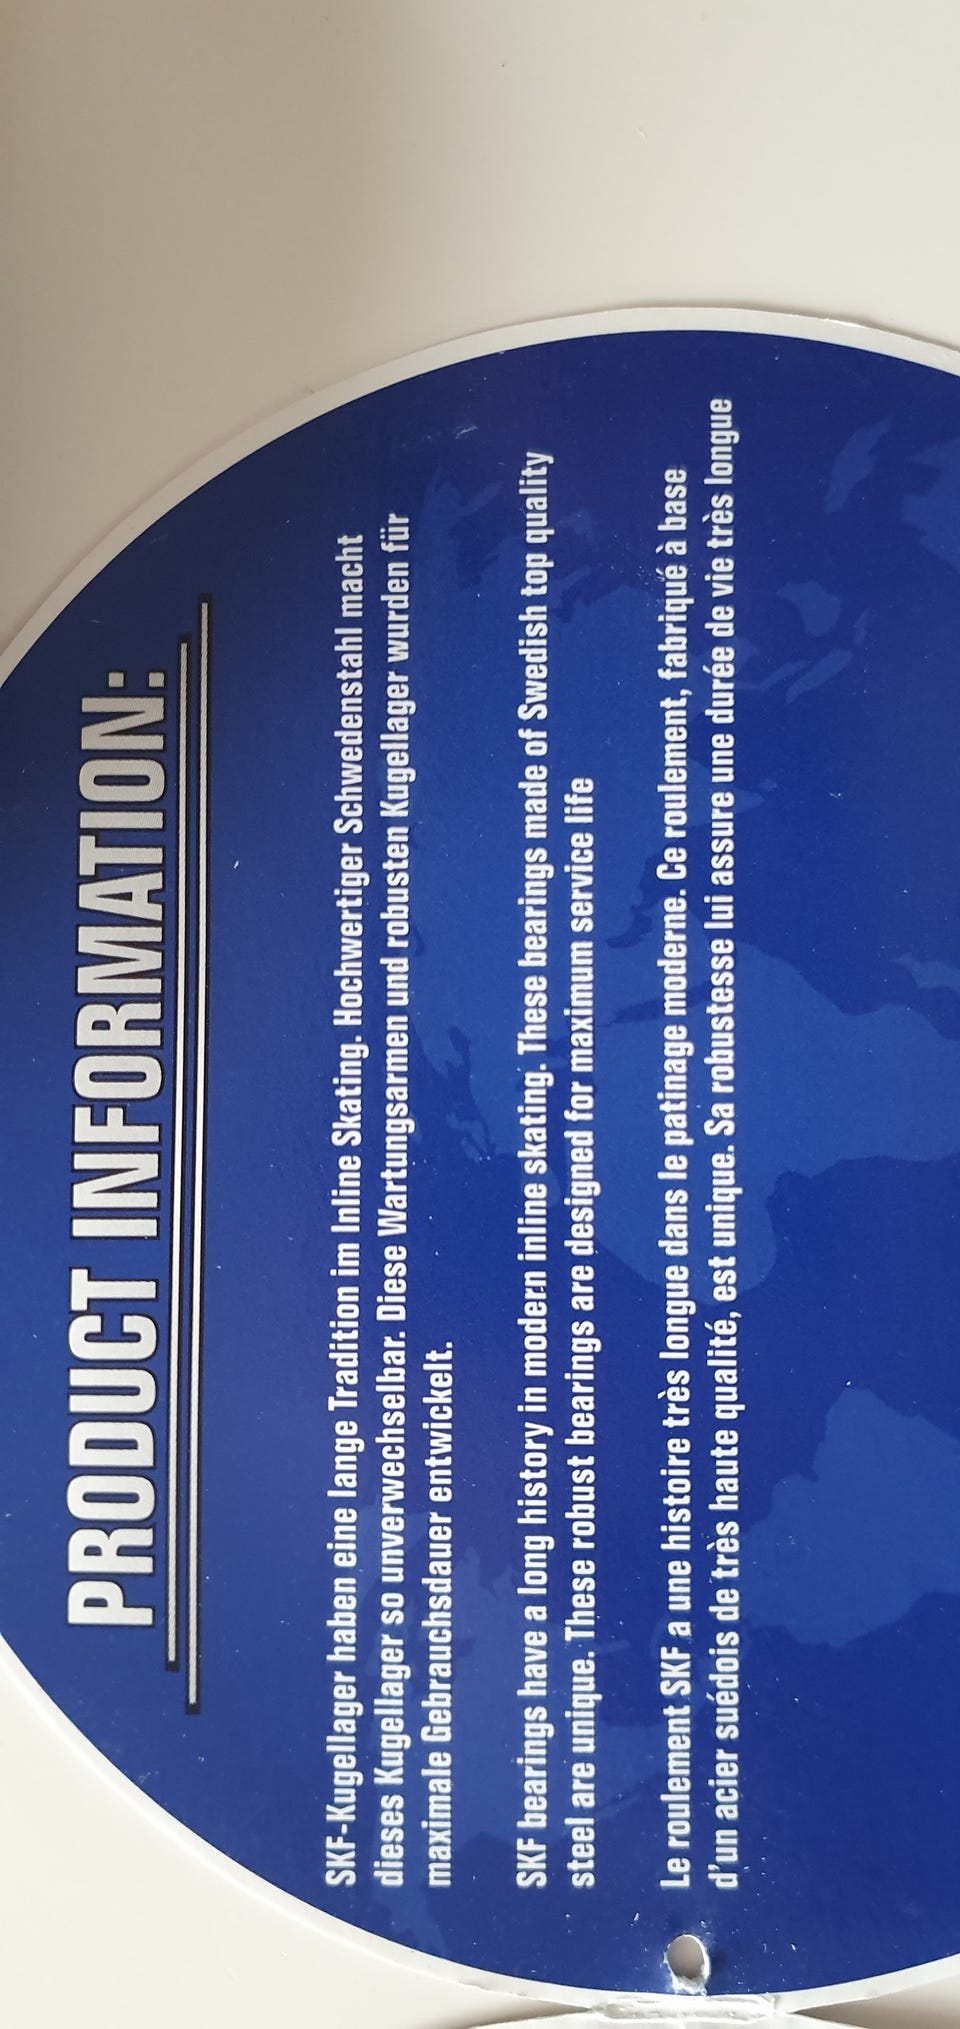 PRODUCT INFORMATION:
SKF-Kugellager haben eine lange Tradition im Inline Skating. Hochwertiger Schwedenstahl macht
dieses Kugellager so unverwechselbar. Diese Wartungsarmen und robusten Kugellager wurden für
maximale Gebrauchsdauer entwickelt.
SKF bearings have a long history in modern inline skating. These bearings made of Swedish top quality
steel are unique. These robust bearings are designed for maximum service life
Le roulement SKF a une histoire très longue dans le patinage moderne. Ce roulement, fabriqué à base
d'un acier suédois de très haute qualité, est unique. Sa robustesse lui assure une durée de vie très longue